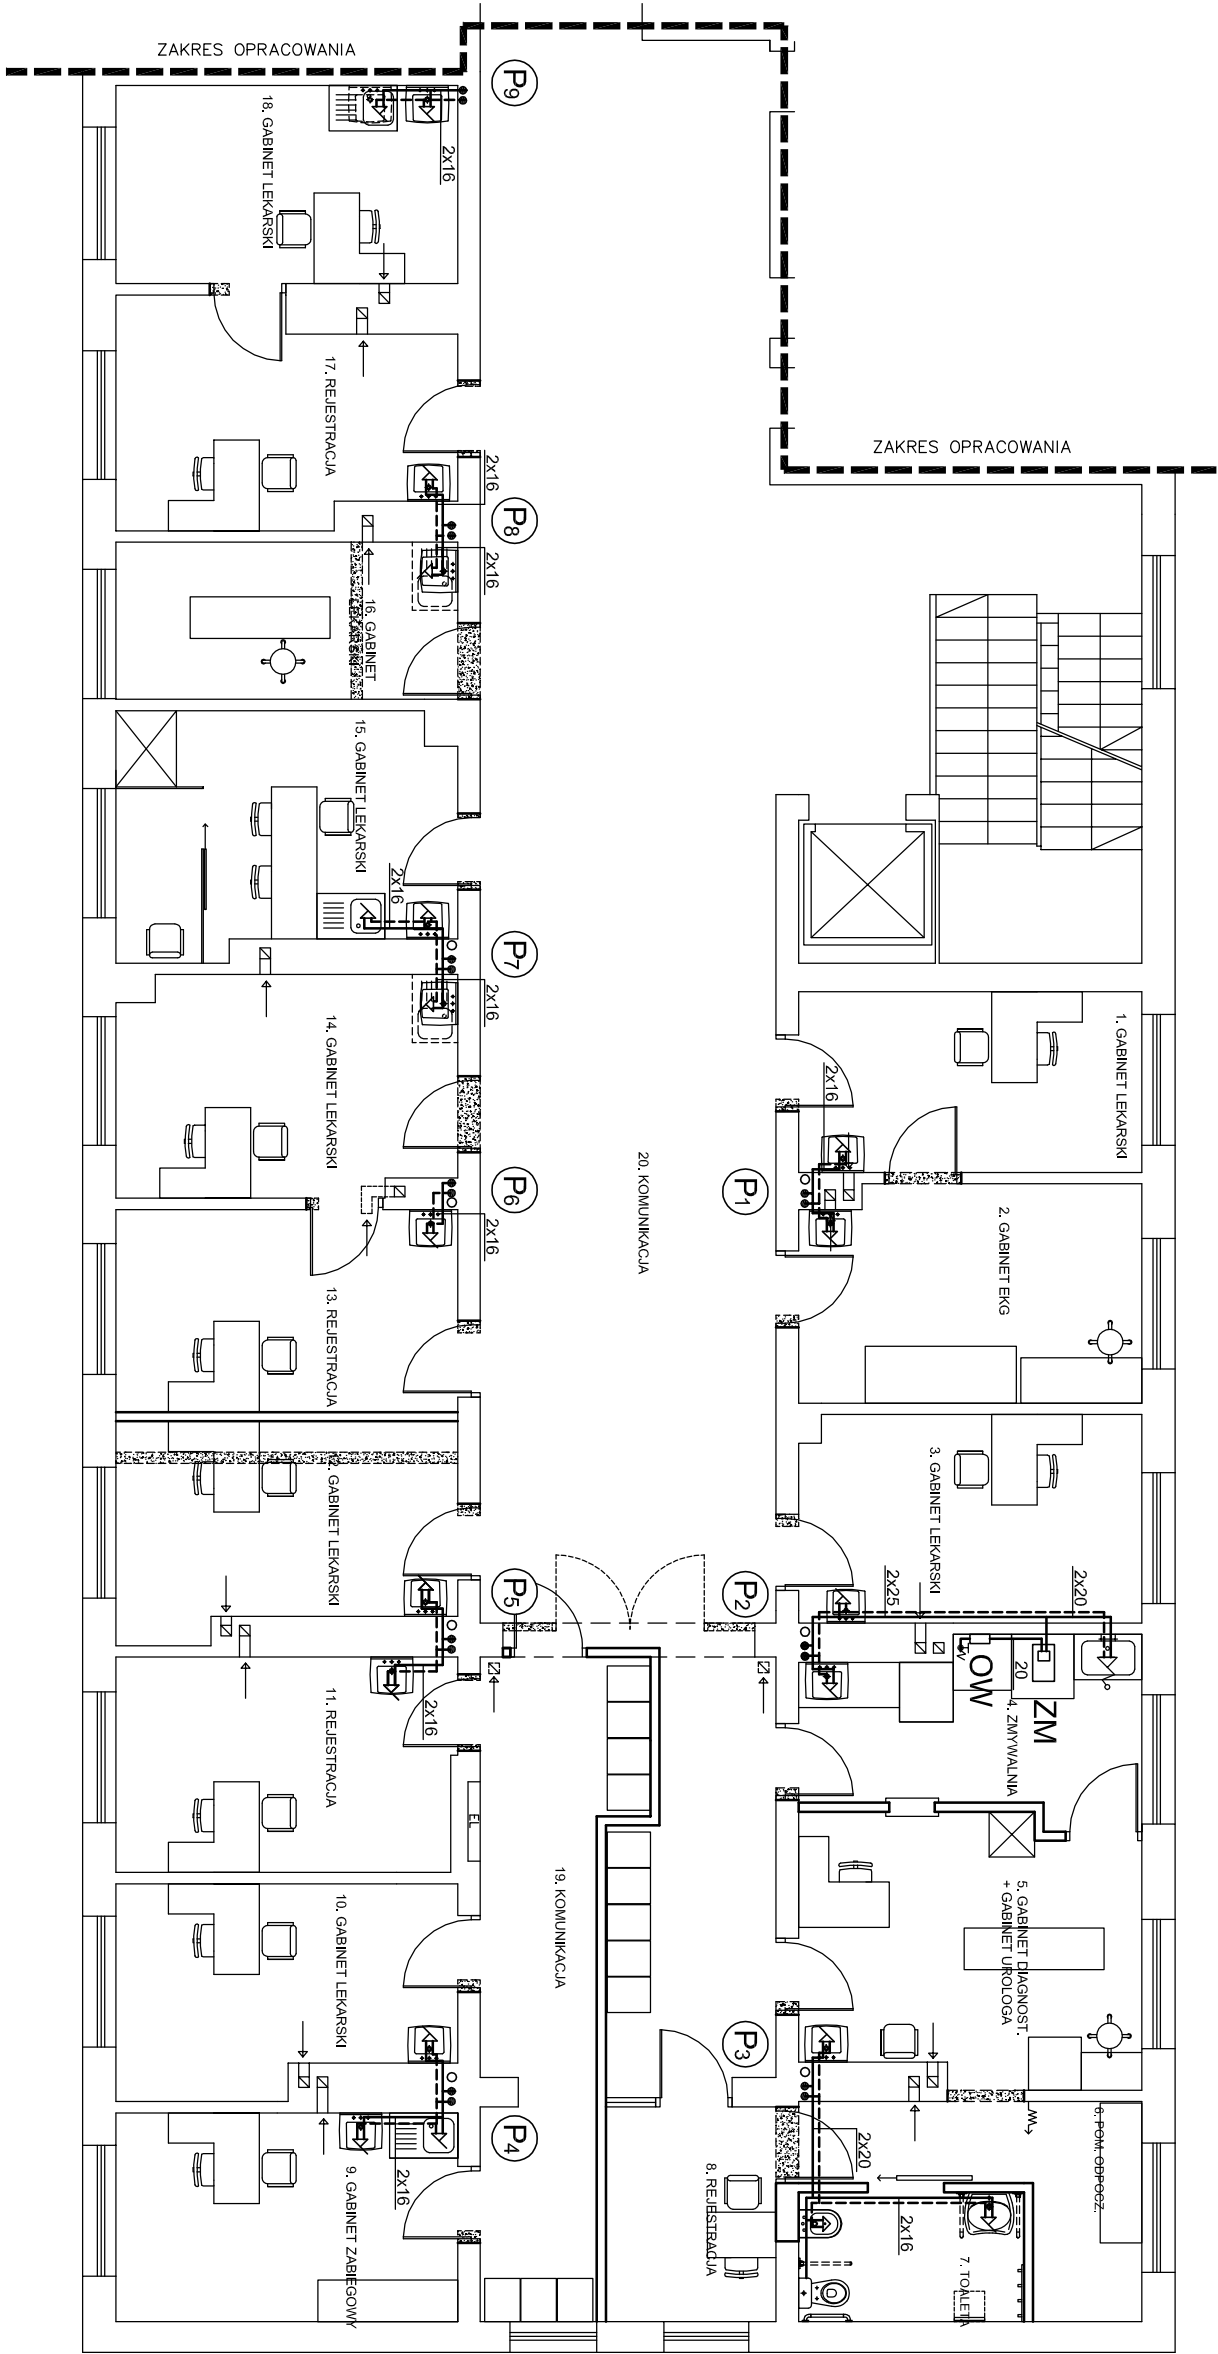 ZAKRES OPRACOWANIA
ZAKRES OPRACOWANIA
P9
18. GABINET LEKARSKI
2x16
17. REJESTRACJA
2x16
P8
2x16
16. GABINET
LEKARSKI
15. GABINET LEKARSKI
2x16
P7
2x16
14. GABINET LEKARSKI
P6
2x16
13. REJESTRACJA
12. GABINET LEKARSKI
P5
2x16
11. REJESTRACJA
EL
10. GABINET LEKARSKI
P4
2x16
9. GABINET ZABIEGOWY
20. KOMUNIKACJA
19. KOMUNIKACJA
1. GABINET LEKARSKI
2x16
P1
2. GABINET EKG
3. GABINET LEKARSKI
P2
2x25
2x20
20
OW
ZM
4. ZMYWALNIA
5. GABINET DIAGNOST.
+ GABINET UROLOGA
P3
2x20
6. POM. ODPOCZ.
2x16
7. TOALETA
8. REJESTRACJA